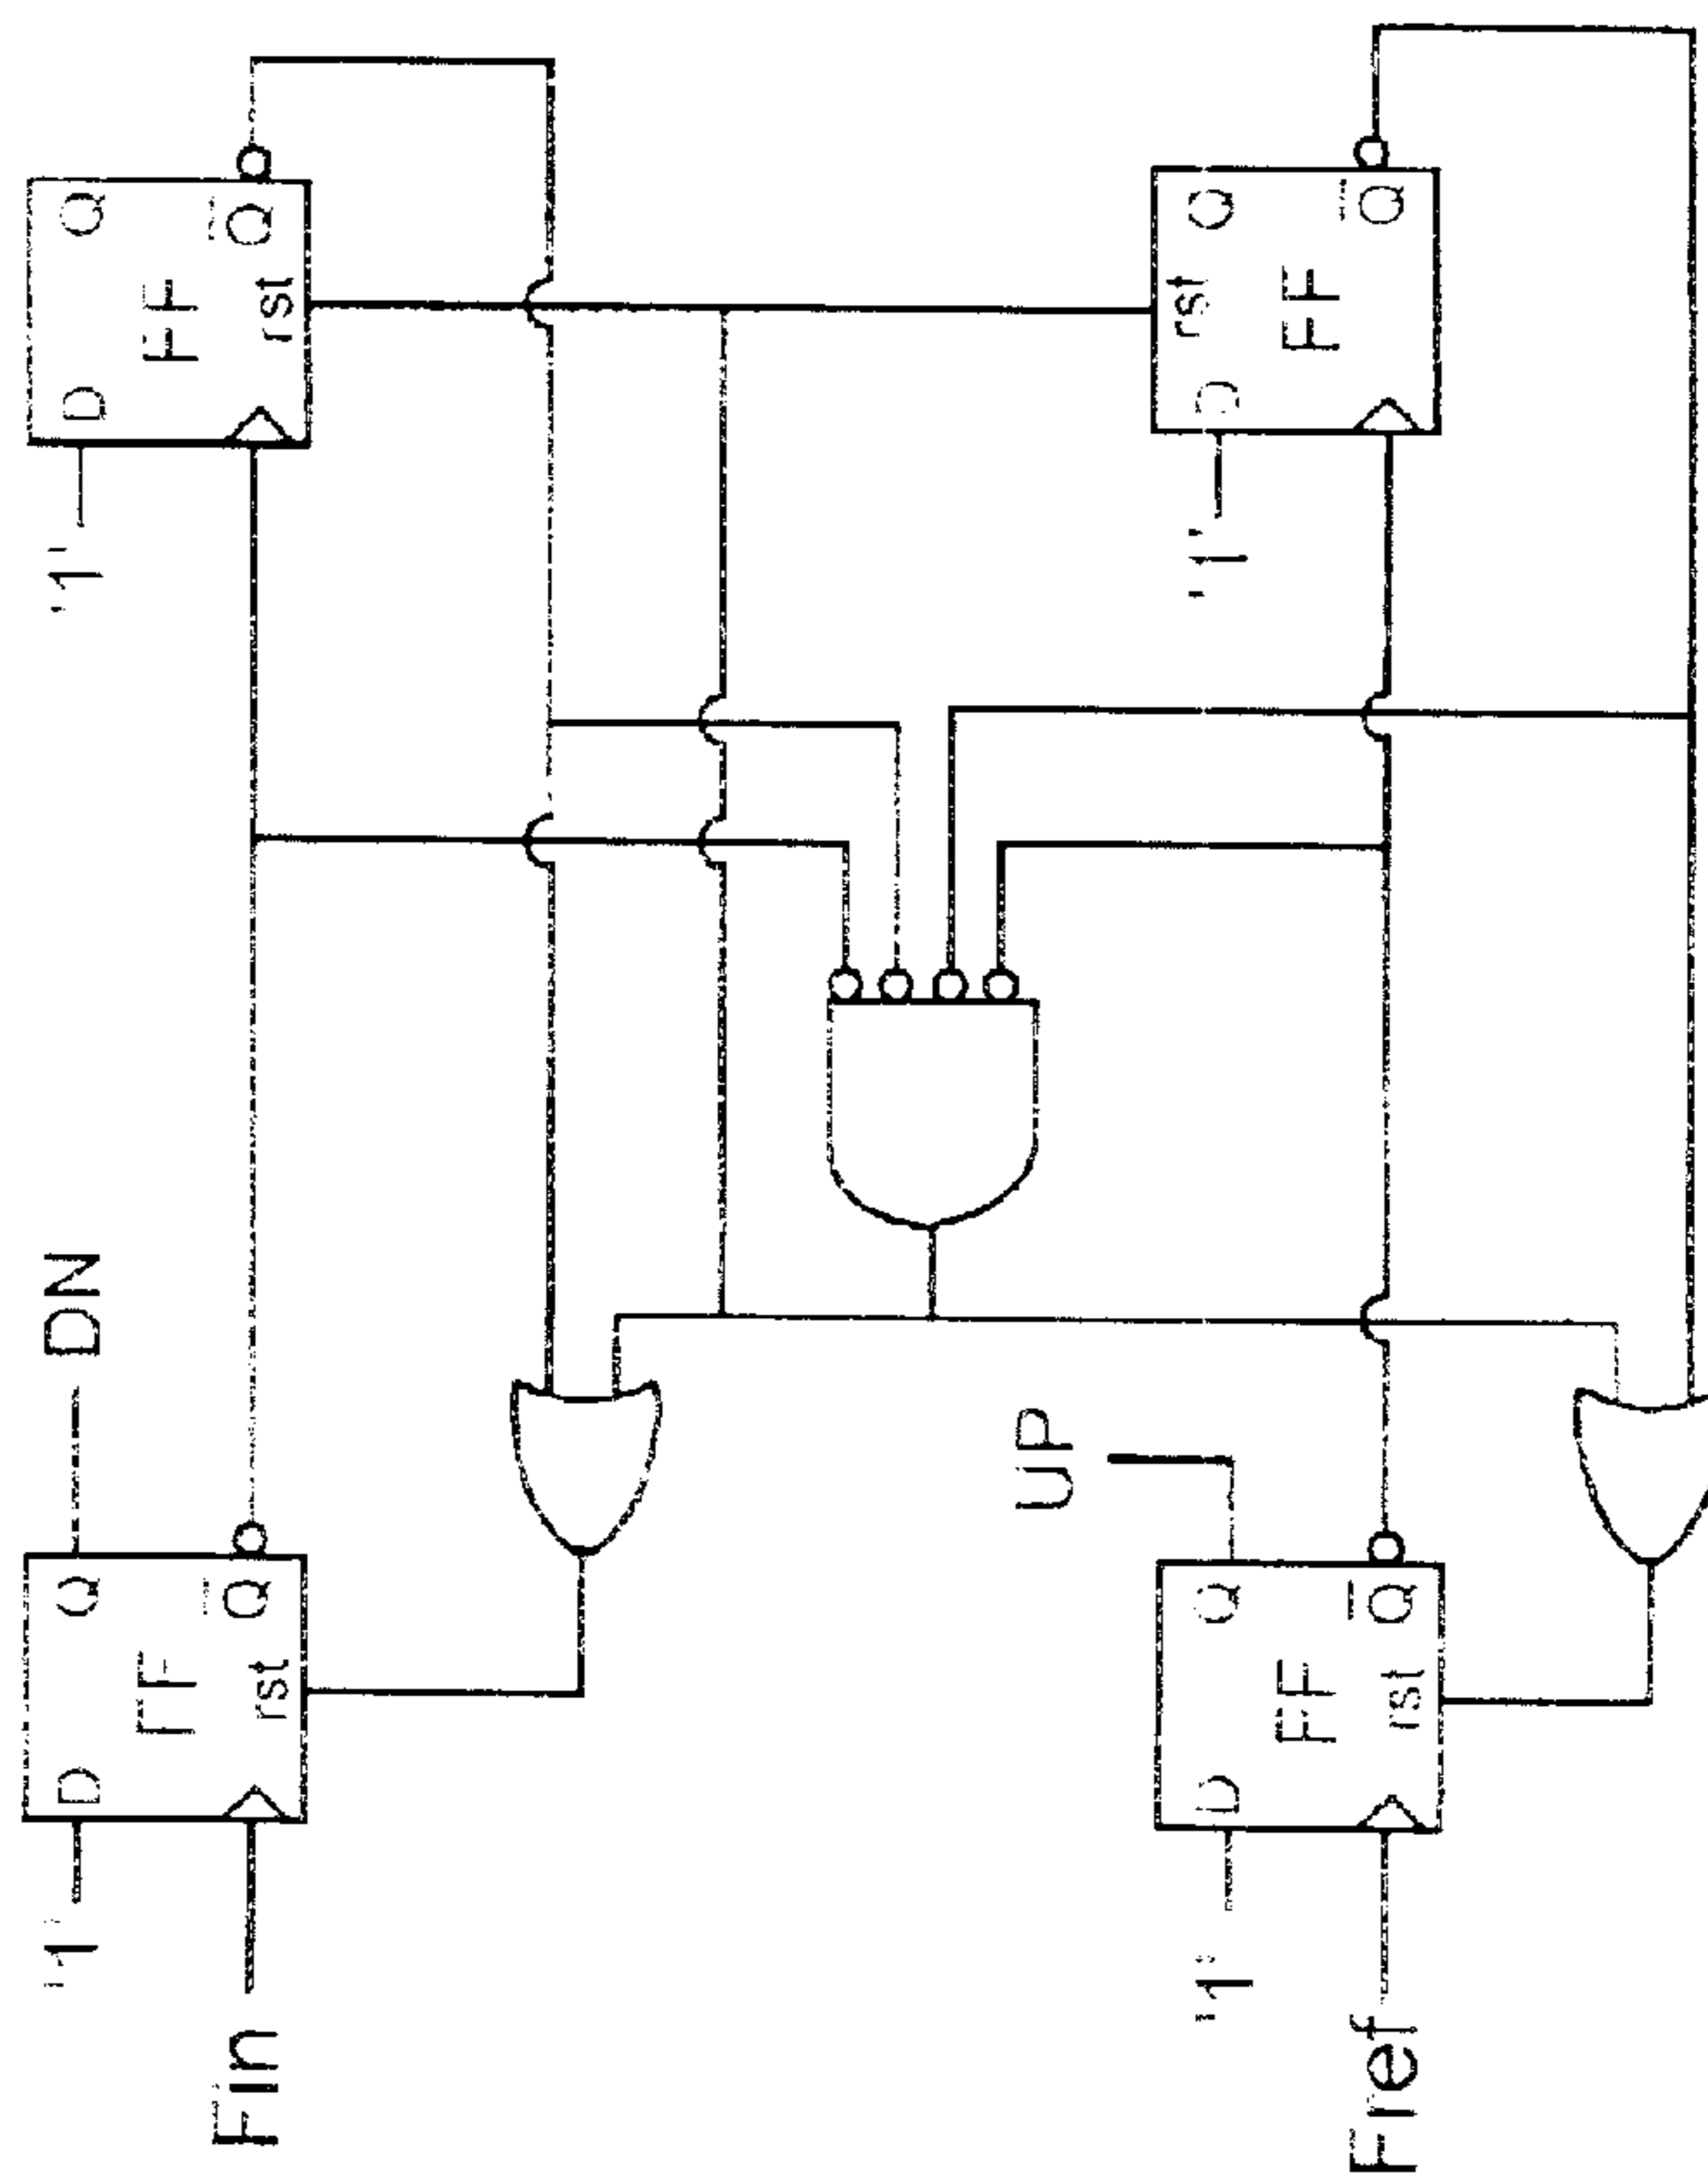 '1' D Q DN '1' D Q
FF FF
Fin rst Q̅ rst Q̅
UP
'1' D Q '1' D rst Q
FF FF
Fref rst Q̅ Q̅